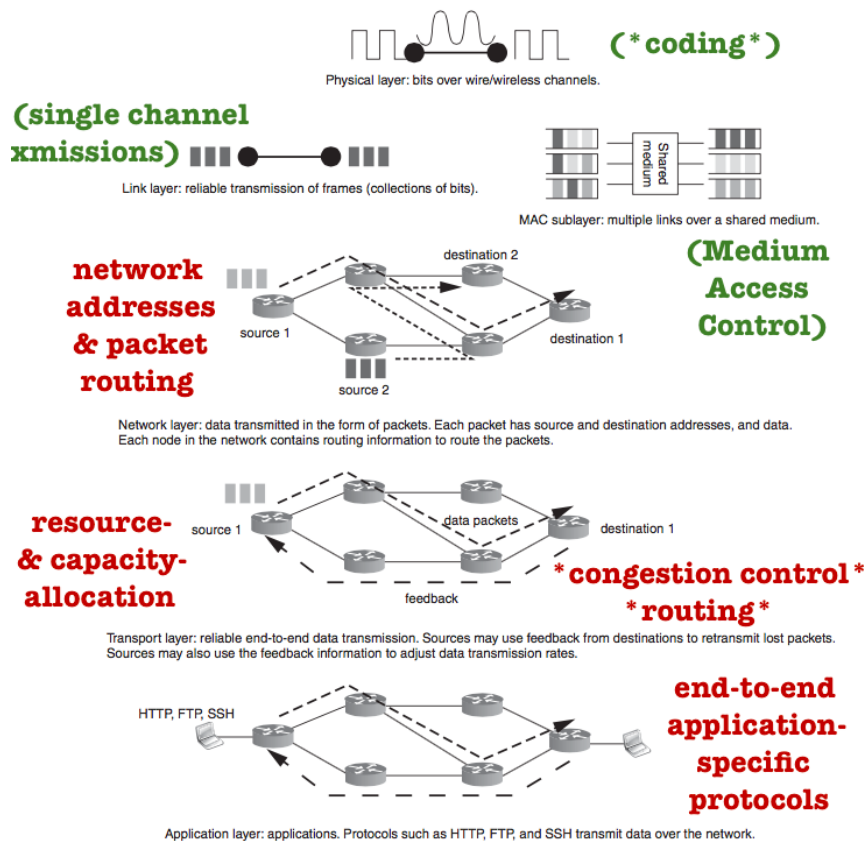 (*coding*)
Physical layer: bits over wire/wireless channels.
(single channel
xmissions)
Link layer: reliable transmission of frames (collections of bits).
Shared
medium
MAC sublayer: multiple links over a shared medium.
(Medium
Access
Control)
network
addresses
& packet
routing
destination 2
source 1
destination 1
source 2
Network layer: data transmitted in the form of packets. Each packet has source and destination addresses, and data.
Each node in the network contains routing information to route the packets.
resource-
& capacity-
allocation
source 1
data packets
destination 1
feedback
*congestion control*
*routing*
Transport layer: reliable end-to-end data transmission. Sources may use feedback from destinations to retransmit lost packets.
Sources may also use the feedback information to adjust data transmission rates.
HTTP, FTP, SSH
end-to-end
application-
specific
protocols
Application layer: applications. Protocols such as HTTP, FTP, and SSH transmit data over the network.